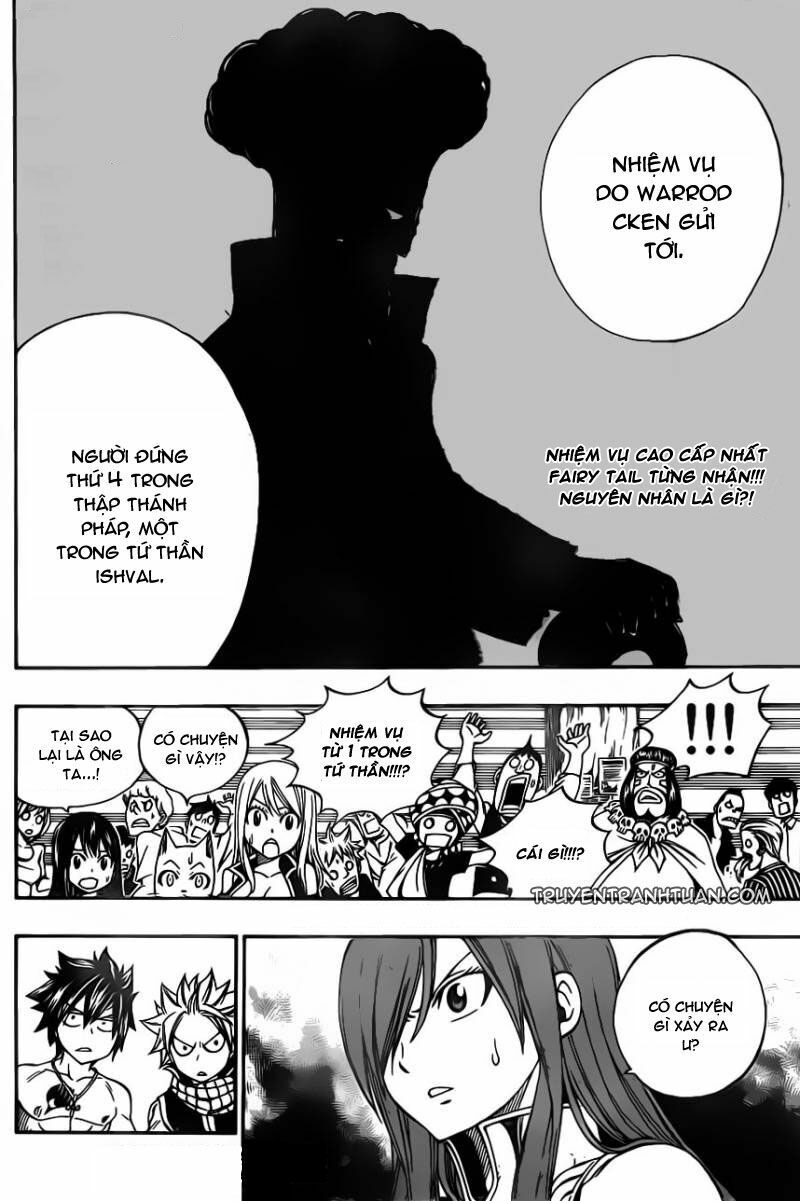 NHIỆM VỤ
DO WARROD
CKEN GỬI
TỚI.
NGƯỜI ĐỨNG
THỨ 4 TRONG
THẬP THÁNH
PHÁP, MỘT
TRONG TỨ THẦN
ISHVAL.
NHIỆM VỤ CAO CẤP NHẤT
FAIRY TAIL TỪNG NHẬN!!!
NGUYÊN NHÂN LÀ GÌ?!
TẠI SAO
LẠI LÀ ÔNG
TA...!
CÓ CHUYỆN
GÌ VẬY!?
NHIỆM VỤ
TỪ 1 TRONG
TỨ THẦN!!!?
CÁI GÌ!!!?
!!!
TRUYENTRANHTUAN.COM
CÓ CHUYỆN
GÌ XẢY RA
Ư?